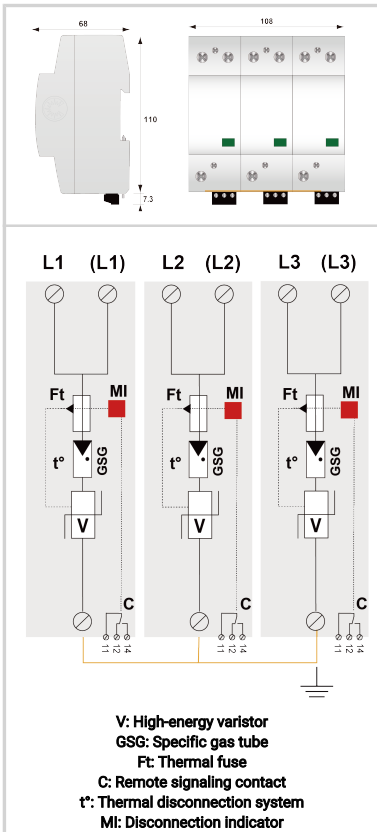 68
108
110
7.3
L1 (L1) L2 (L2) L3 (L3)
Ft MI Ft MI Ft MI
t° GSG t° GSG t° GSG
V V V
C C C
11 12 14 11 12 14 11 12 14
V: High-energy varistor
GSG: Specific gas tube
Ft: Thermal fuse
C: Remote signaling contact
t°: Thermal disconnection system
MI: Disconnection indicator